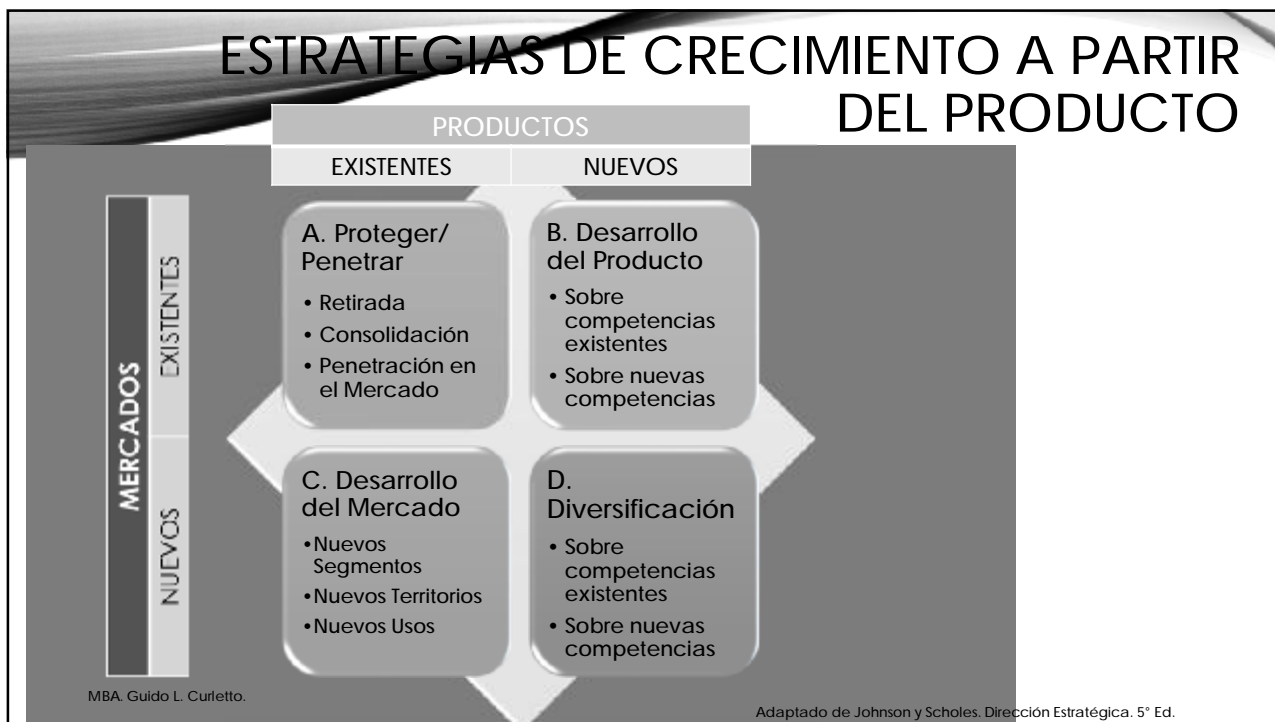 ESTRATEGIAS DE CRECIMIENTO A PARTIR
DEL PRODUCTO
PRODUCTOS
EXISTENTES
NUEVOS
MERCADOS
EXISTENTES
NUEVOS
A. Proteger/
Penetrar
• Retirada
• Consolidación
• Penetración en
el Mercado
B. Desarrollo
del Producto
• Sobre
competencias
existentes
• Sobre nuevas
competencias
C. Desarrollo
del Mercado
•Nuevos
Segmentos
•Nuevos Territorios
•Nuevos Usos
D.
Diversificación
• Sobre
competencias
existentes
• Sobre nuevas
competencias
MBA. Guido L. Curletto.
Adaptado de Johnson y Scholes. Dirección Estratégica. 5° Ed.